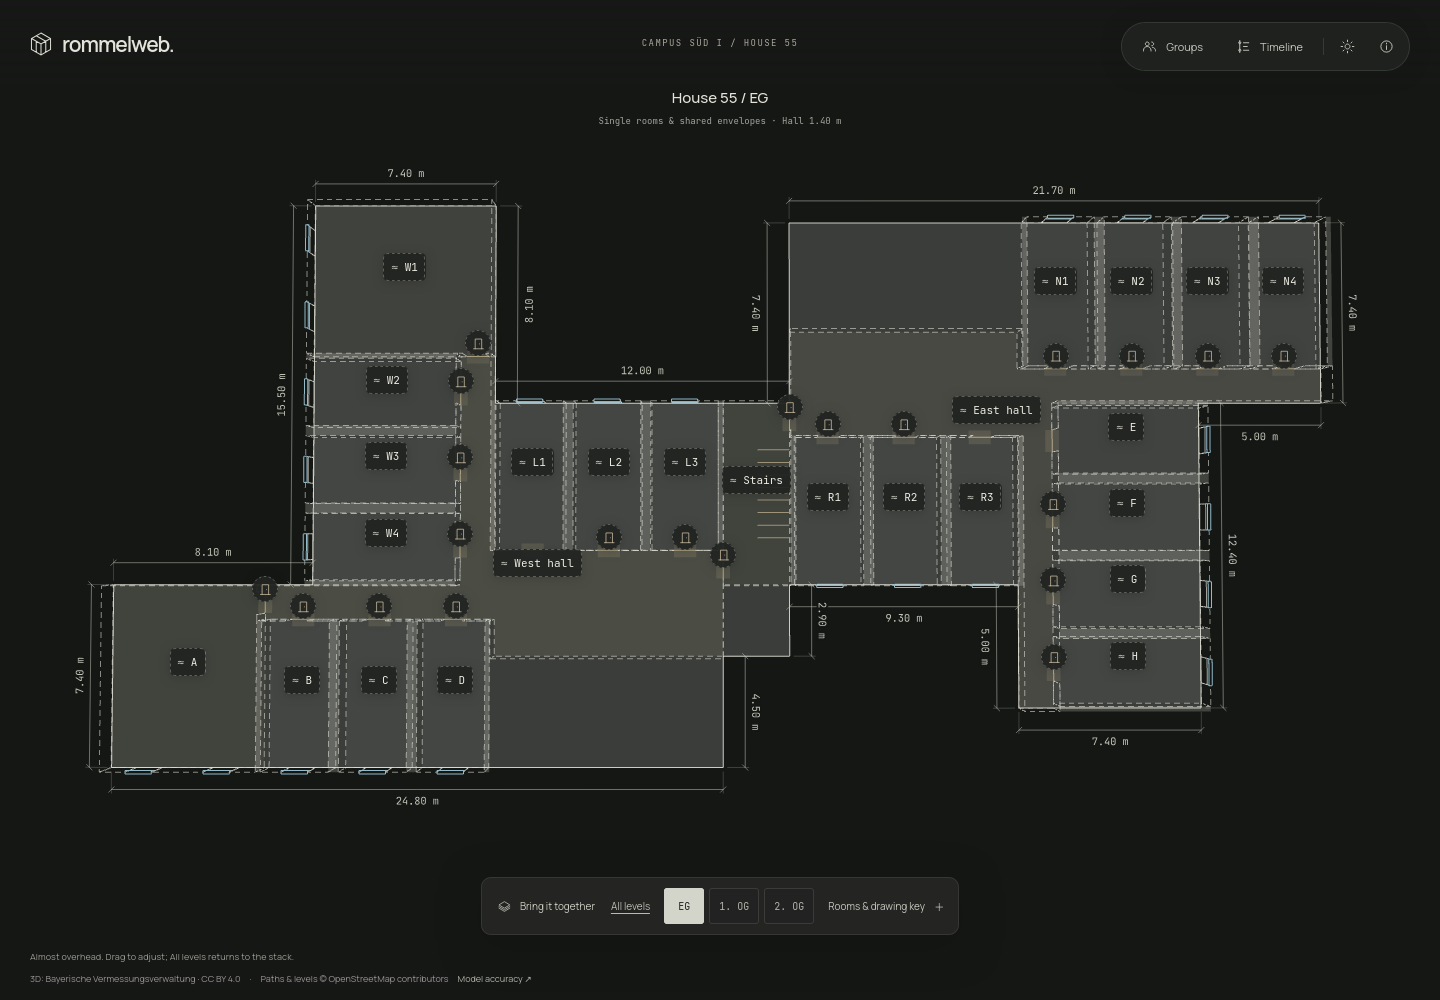 rommelweb.
CAMPUS SÜD I / HOUSE 55
Groups
Timeline
House 55 / EG
Single rooms & shared envelopes · Hall 1.40 m
7.40 m
21.70 m
≈ W1
≈ N1
≈ N2
≈ N3
≈ N4
8.10 m
7.40 m
7.40 m
12.00 m
≈ W2
15.50 m
≈ East hall
≈ E
5.00 m
≈ W3
≈ L1
≈ L2
≈ L3
≈ Stairs
≈ R1
≈ R2
≈ R3
≈ F
≈ W4
8.10 m
≈ West hall
12.40 m
≈ G
2.90 m
9.30 m
5.00 m
≈ A
7.40 m
≈ B
≈ C
≈ D
≈ H
4.50 m
7.40 m
24.80 m
Bring it together
All levels
EG
1. OG
2. OG
Rooms & drawing key +
Almost overhead. Drag to adjust; All levels returns to the stack.
3D: Bayerische Vermessungsverwaltung · CC BY 4.0 · Paths & levels © OpenStreetMap contributors Model accuracy ↗